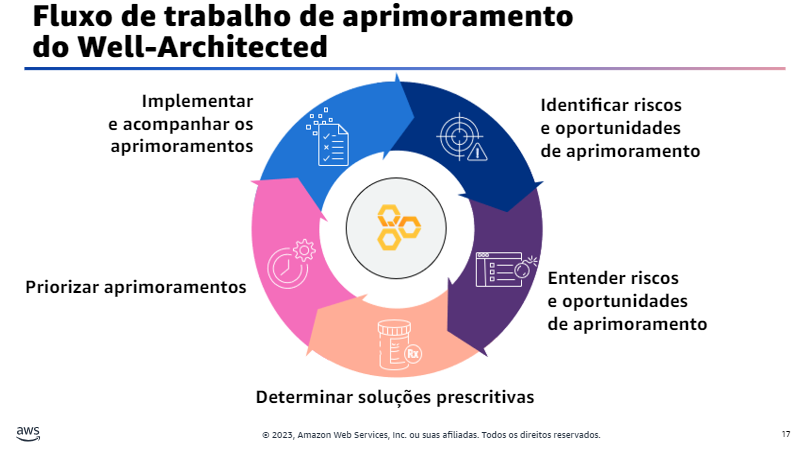 Fluxo de trabalho de aprimoramento
do Well-Architected
Implementar
e acompanhar os
aprimoramentos
Identificar riscos
e oportunidades
de aprimoramento
Entender riscos
e oportunidades
de aprimoramento
Priorizar aprimoramentos
Rx
Determinar soluções prescritivas
aws
© 2023, Amazon Web Services, Inc. ou suas afiliadas. Todos os direitos reservados.
17